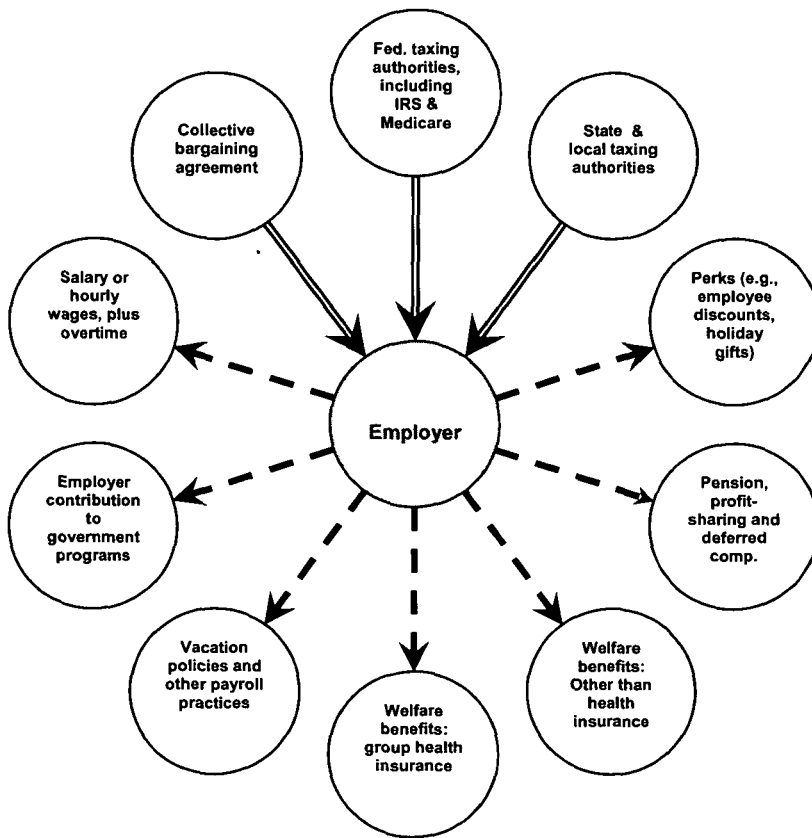 Fed. taxing
authorities,
including
IRS &
Medicare
Collective
bargaining
agreement
State & 
local taxing
authorities
Salary or
hourly
wages, plus
overtime
Perks (e.g.,
employee
discounts,
holiday
gifts)
Employer
Employer
contribution
to
government
programs
Pension,
profit-
sharing and
deferred
comp.
Vacation
policies and
other payroll
practices
Welfare
benefits:
group health
insurance
Welfare
benefits:
Other than
health
insurance